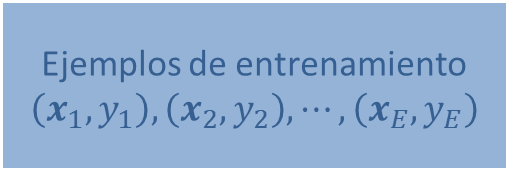 Ejemplos de entrenamiento
(𝒙₁, 𝑦₁), (𝒙₂, 𝑦₂), ⋯ , (𝒙_E, 𝑦_E)